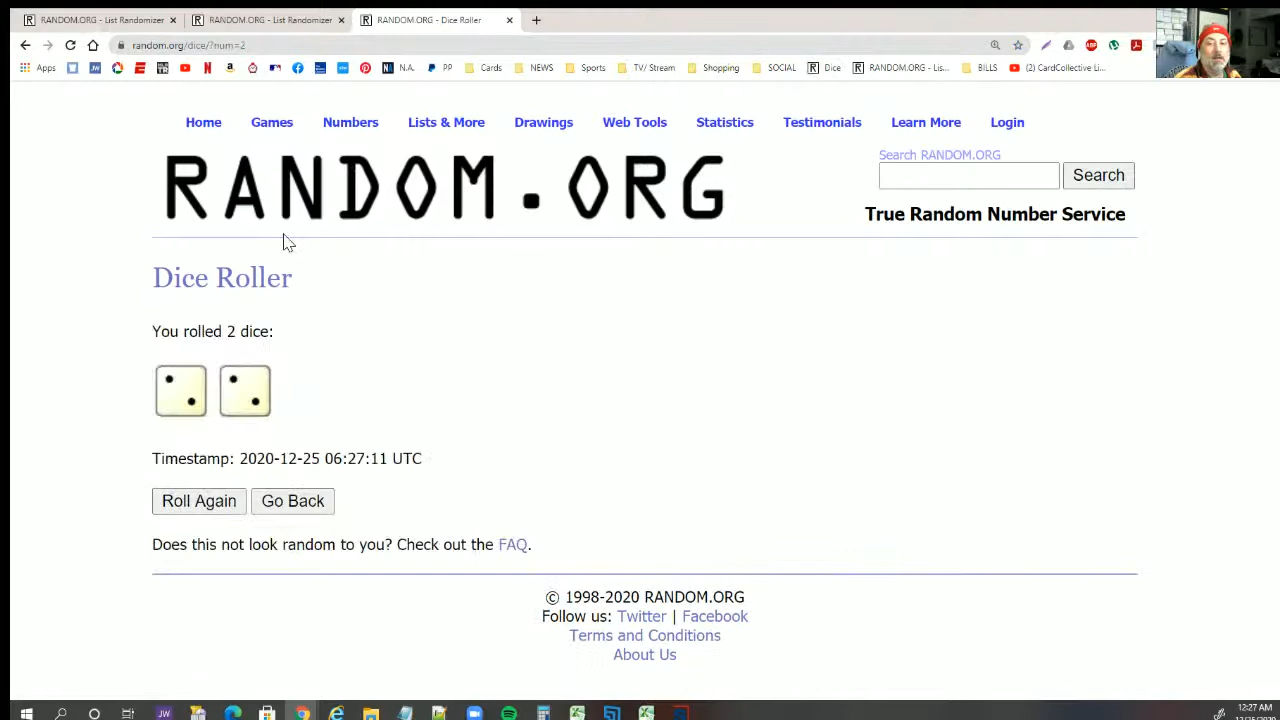 RANDOM.ORG - List Randomizer
RANDOM.ORG - List Randomizer
RANDOM.ORG - Dice Roller
random.org/dice/?num=2
Apps
N.A.
PP
Cards
NEWS
Sports
TV/ Stream
Shopping
SOCIAL
Dice
RANDOM.ORG - Lis...
BILLS
(2) CardCollective Li...
Home Games Numbers Lists & More Drawings Web Tools Statistics Testimonials Learn More Login
RANDOM.ORG
Search RANDOM.ORG
Search
True Random Number Service
Dice Roller
You rolled 2 dice:
Timestamp: 2020-12-25 06:27:11 UTC
Roll Again Go Back
Does this not look random to you? Check out the FAQ.
© 1998-2020 RANDOM.ORG
Follow us: Twitter | Facebook
Terms and Conditions
About Us
12:27 AM